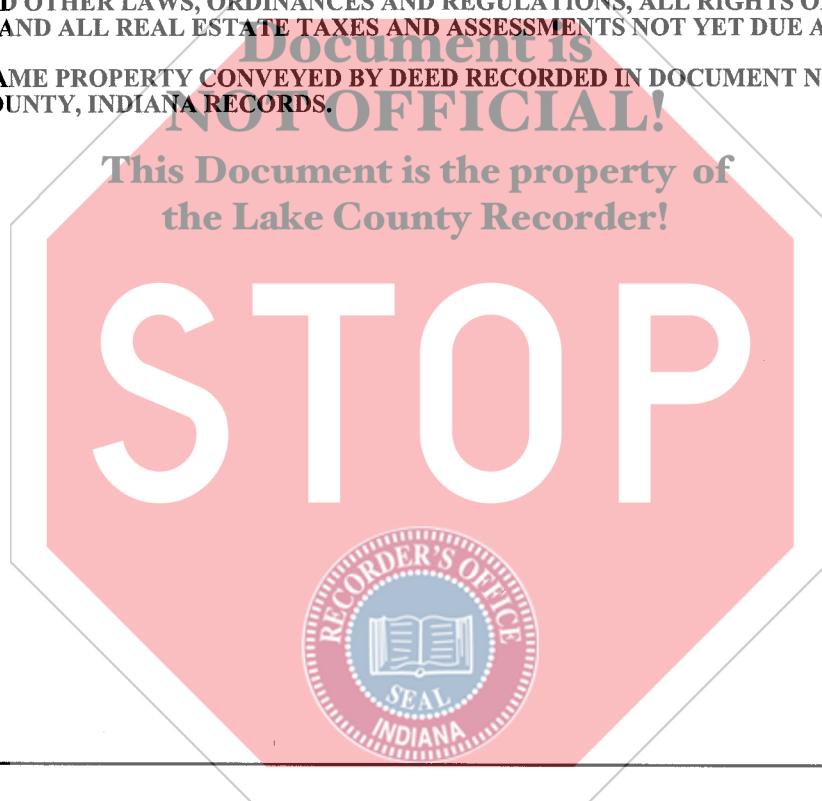 D OTHER LAWS, ORDINANCES AND REGULATIONS, ALL RIGHTS O
AND ALL REAL ESTATE TAXES AND ASSESSMENTS NOT YET DUE A
Document is
AME PROPERTY CONVEYED BY DEED RECORDED IN DOCUMENT N
OUNTY, INDIANA RECORDS.
NOT OFFICIAL!
This Document is the property of
the Lake County Recorder!
STOP
RECORDER'S OFFICE
SEAL
INDIANA